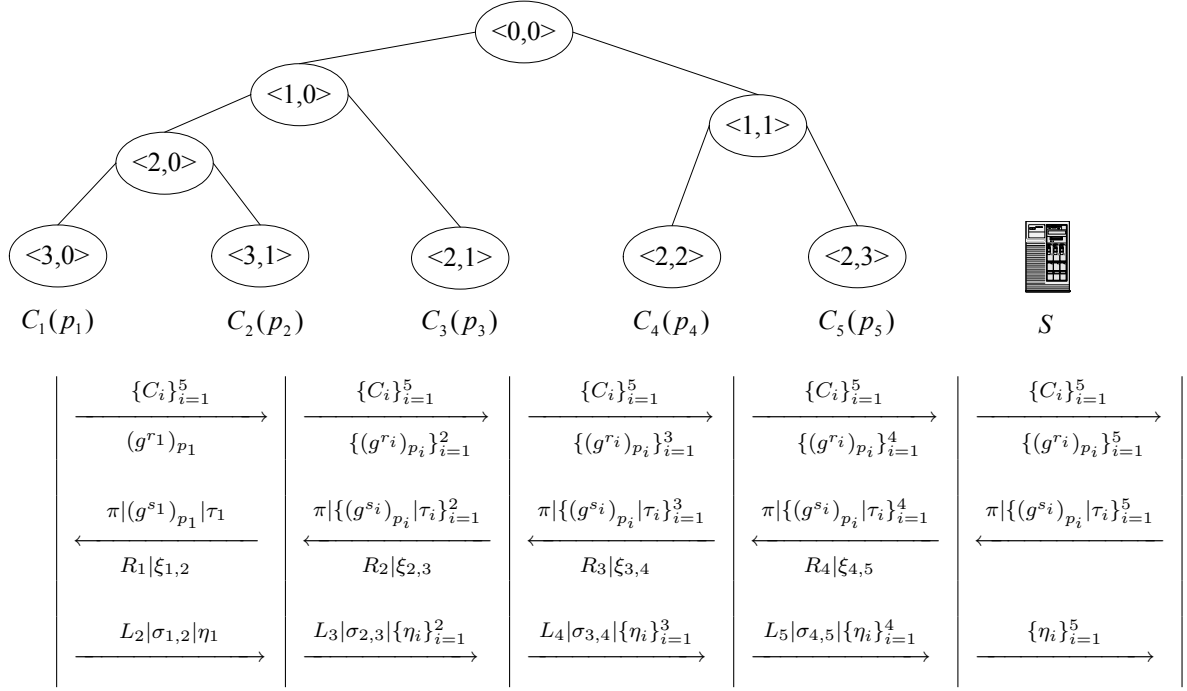 <0,0>
<1,0>
<1,1>
<2,0>
<3,0> <3,1> <2,1> <2,2> <2,3>
C₁(p₁) C₂(p₂) C₃(p₃) C₄(p₄) C₅(p₅) S
{C_i}_{i=1}^5 {C_i}_{i=1}^5 {C_i}_{i=1}^5 {C_i}_{i=1}^5 {C_i}_{i=1}^5
(g^{r_1})_{p_1} {(g^{r_i})_{p_i}}_{i=1}^2 {(g^{r_i})_{p_i}}_{i=1}^3 {(g^{r_i})_{p_i}}_{i=1}^4 {(g^{r_i})_{p_i}}_{i=1}^5
π|(g^{s_1})_{p_1}|τ_1 π|{(g^{s_i})_{p_i}|τ_i}_{i=1}^2 π|{(g^{s_i})_{p_i}|τ_i}_{i=1}^3 π|{(g^{s_i})_{p_i}|τ_i}_{i=1}^4 π|{(g^{s_i})_{p_i}|τ_i}_{i=1}^5
R_1|ξ_{1,2} R_2|ξ_{2,3} R_3|ξ_{3,4} R_4|ξ_{4,5}
L_2|σ_{1,2}|η_1 L_3|σ_{2,3}|{η_i}_{i=1}^2 L_4|σ_{3,4}|{η_i}_{i=1}^3 L_5|σ_{4,5}|{η_i}_{i=1}^4 {η_i}_{i=1}^5